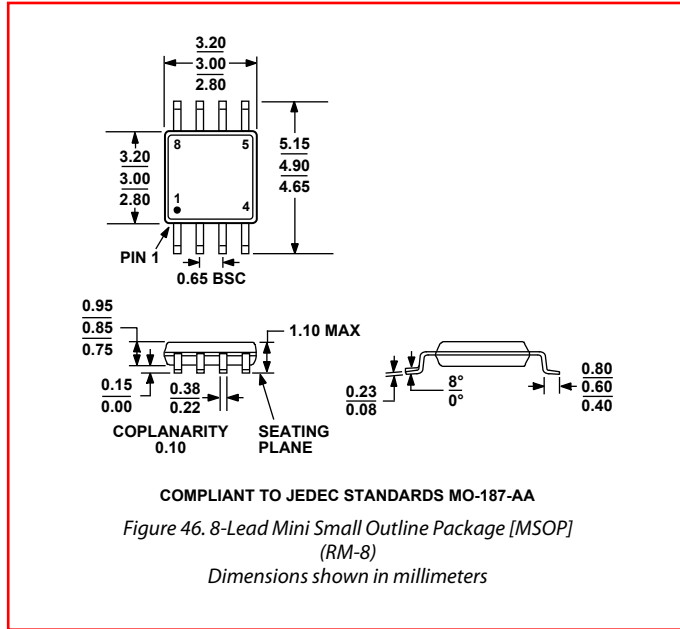 3.20
3.00
2.80
8
5
3.20
3.00
2.80
5.15
4.90
4.65
1
4
PIN 1
0.65 BSC
0.95
0.85
0.75
1.10 MAX
0.15
0.00
0.38
0.22
0.23
0.08
8°
0°
0.80
0.60
0.40
COPLANARITY
0.10
SEATING
PLANE
COMPLIANT TO JEDEC STANDARDS MO-187-AA
Figure 46. 8-Lead Mini Small Outline Package [MSOP]
(RM-8)
Dimensions shown in millimeters